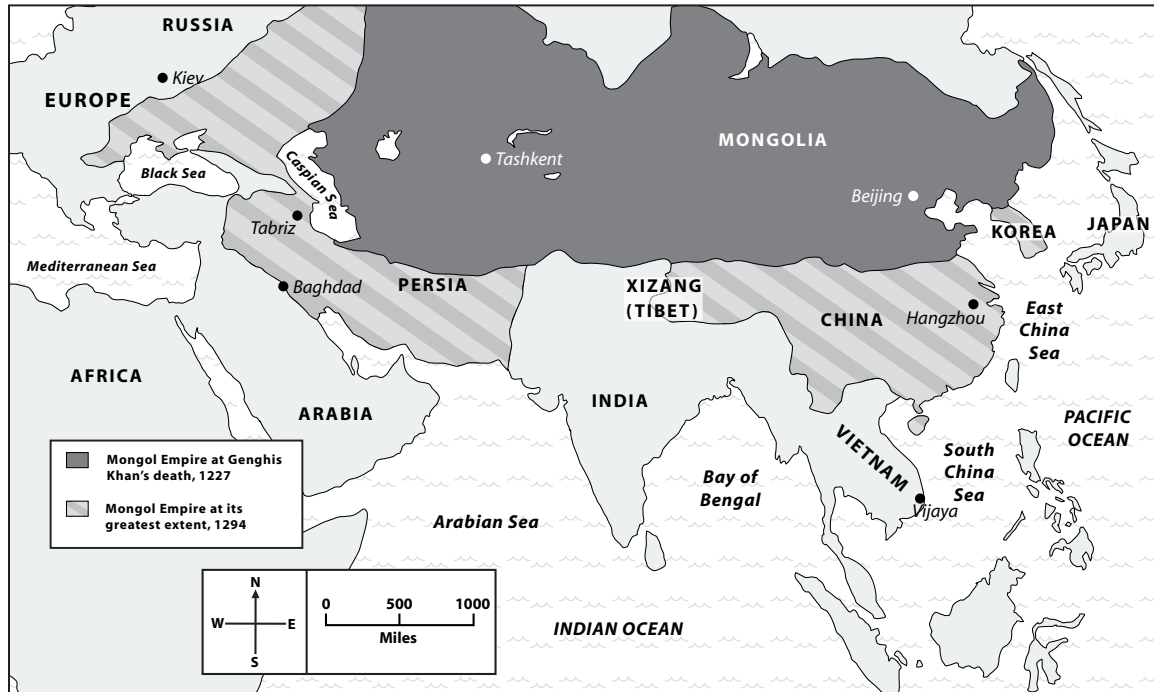 RUSSIA
Kiev
EUROPE
MONGOLIA
Tashkent
Black Sea
Caspian Sea
Beijing
Tabriz
KOREA
JAPAN
Mediterranean Sea
Baghdad
PERSIA
XIZANG
(TIBET)
CHINA
Hangzhou
East
China
Sea
AFRICA
ARABIA
INDIA
PACIFIC
OCEAN
VIETNAM
South
China
Sea
Bay of
Bengal
Vijaya
Arabian Sea
INDIAN OCEAN
Mongol Empire at Genghis
Khan's death, 1227
Mongol Empire at its
greatest extent, 1294
N
W E
S
0 500 1000
Miles